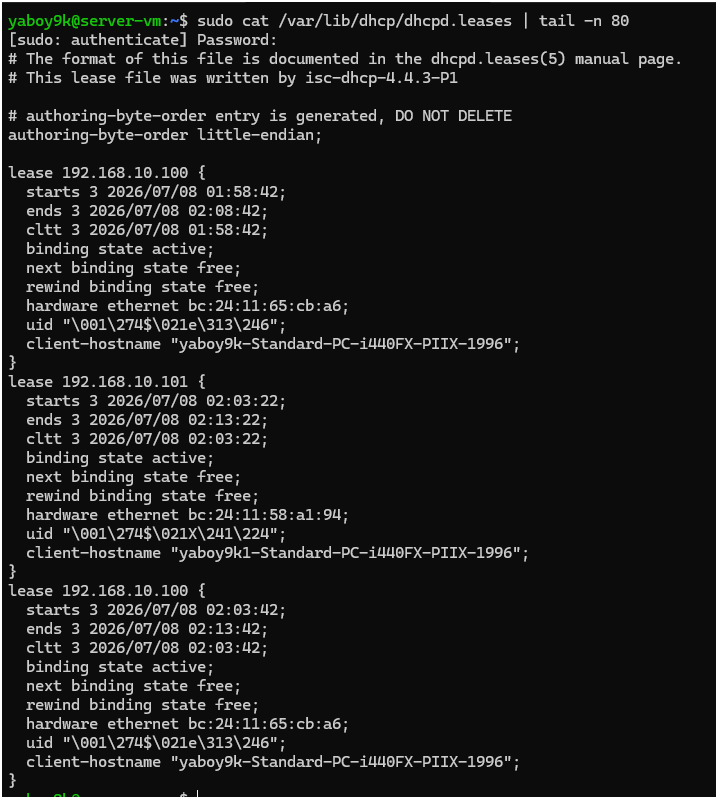 yaboy9k@server-vm:~$ sudo cat /var/lib/dhcp/dhcpd.leases | tail -n 80
[sudo: authenticate] Password:
# The format of this file is documented in the dhcpd.leases(5) manual page.
# This lease file was written by isc-dhcp-4.4.3-P1

# authoring-byte-order entry is generated, DO NOT DELETE
authoring-byte-order little-endian;

lease 192.168.10.100 {
  starts 3 2026/07/08 01:58:42;
  ends 3 2026/07/08 02:08:42;
  cltt 3 2026/07/08 01:58:42;
  binding state active;
  next binding state free;
  rewind binding state free;
  hardware ethernet bc:24:11:65:cb:a6;
  uid "\001\274$\021e\313\246";
  client-hostname "yaboy9k-Standard-PC-i440FX-PIIX-1996";
}
lease 192.168.10.101 {
  starts 3 2026/07/08 02:03:22;
  ends 3 2026/07/08 02:13:22;
  cltt 3 2026/07/08 02:03:22;
  binding state active;
  next binding state free;
  rewind binding state free;
  hardware ethernet bc:24:11:58:a1:94;
  uid "\001\274$\021X\241\224";
  client-hostname "yaboy9k1-Standard-PC-i440FX-PIIX-1996";
}
lease 192.168.10.100 {
  starts 3 2026/07/08 02:03:42;
  ends 3 2026/07/08 02:13:42;
  cltt 3 2026/07/08 02:03:42;
  binding state active;
  next binding state free;
  rewind binding state free;
  hardware ethernet bc:24:11:65:cb:a6;
  uid "\001\274$\021e\313\246";
  client-hostname "yaboy9k-Standard-PC-i440FX-PIIX-1996";
}